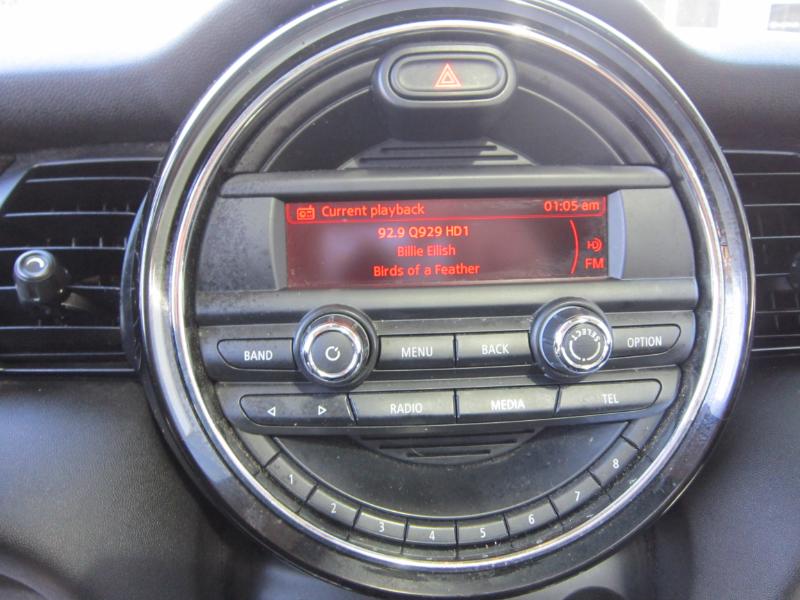 Current playback 01:05 am
92.9 Q929 HD1
Billie Eilish
Birds of a Feather
FM
BAND MENU BACK SELECT OPTION
RADIO MEDIA TEL
1 2 3 4 5 6 7 8